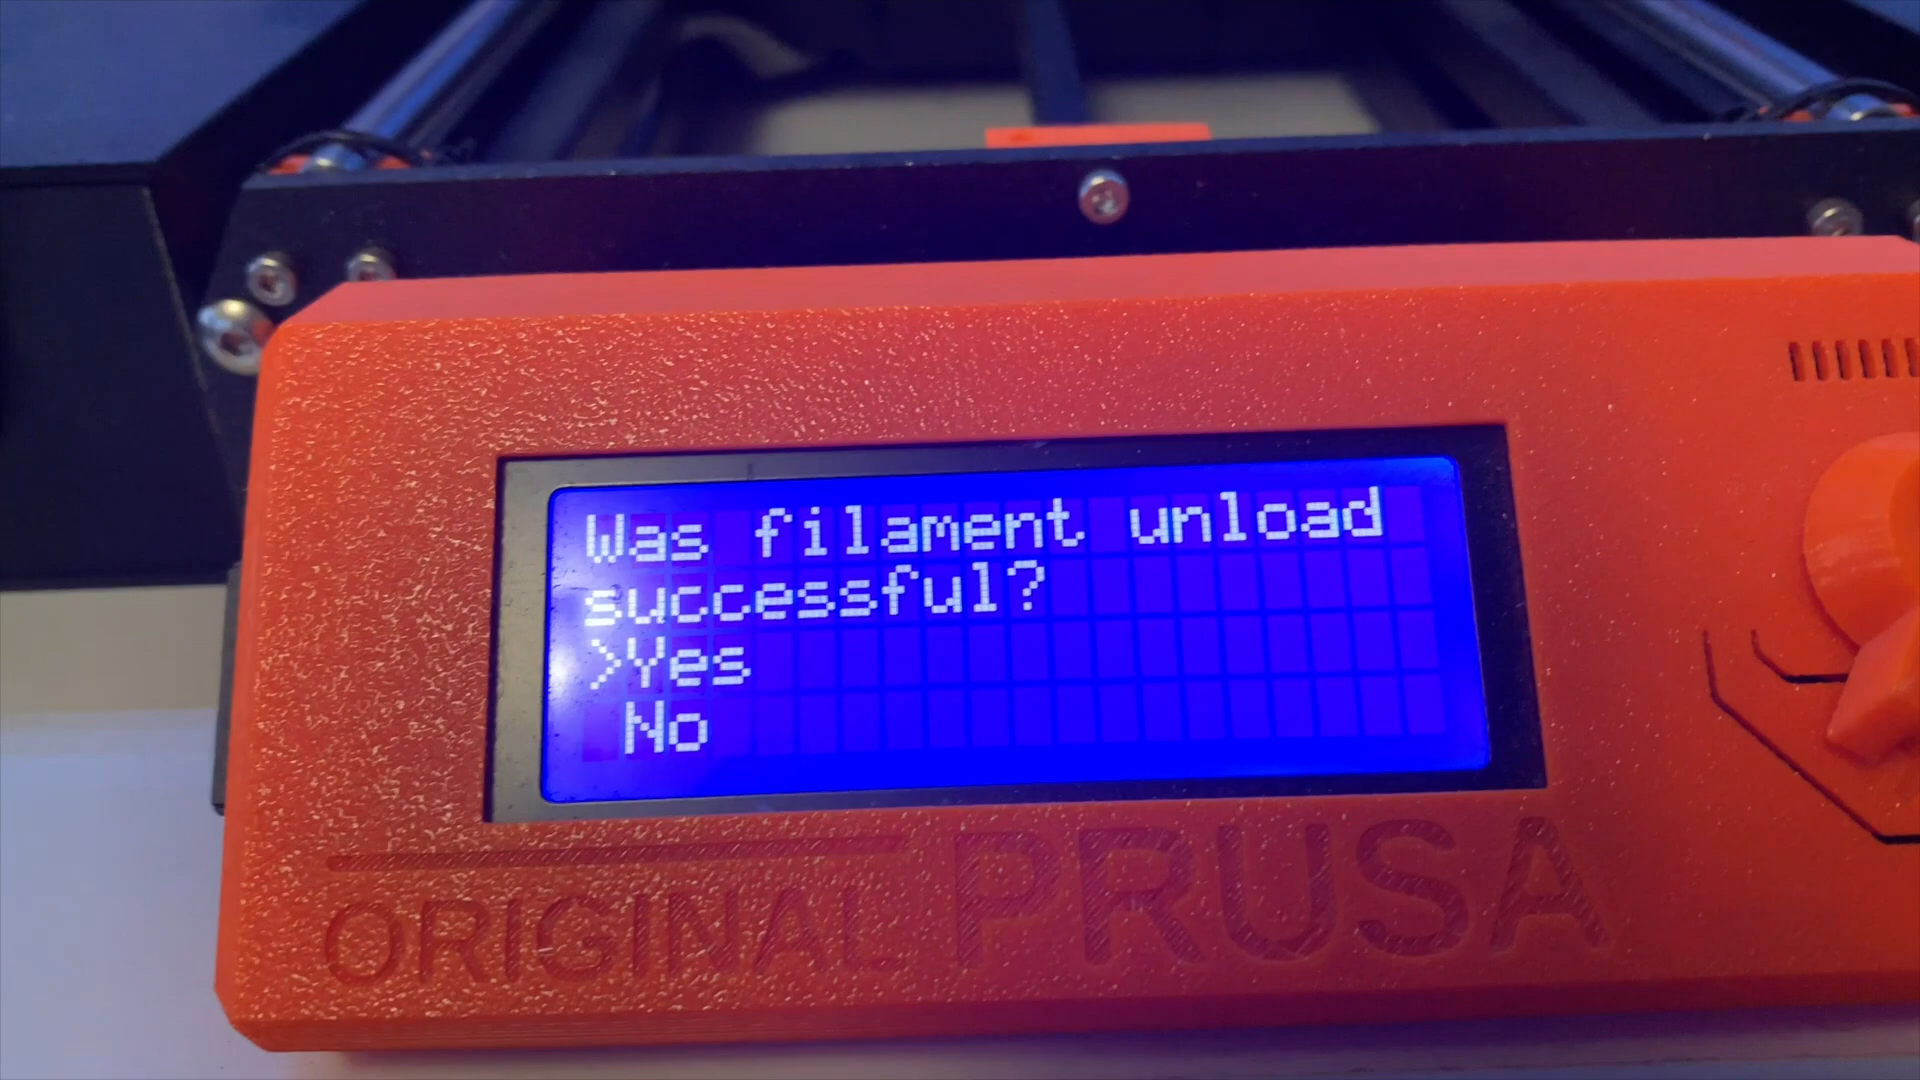 Was filament unload
successful?
>Yes
No
ORIGINAL PRUSA